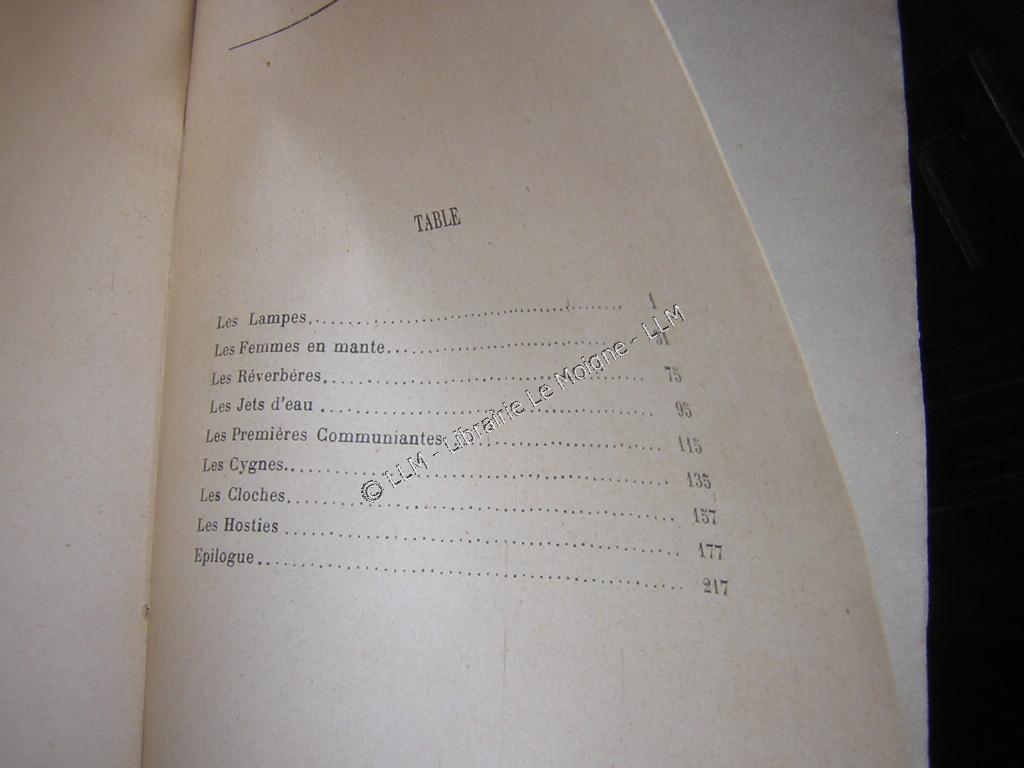 TABLE
Les Lampes....................................... 1
Les Femmes en mante............................. 51
Les Réverbères................................... 75
Les Jets d'eau ................................... 95
Les Premières Communiantes........................ 115
Les Cygnes....................................... 135
Les Cloches...................................... 157
Les Hosties ...................................... 177
Epilogue......................................... 217
© LLM - Librairie Le Moigne - LLM